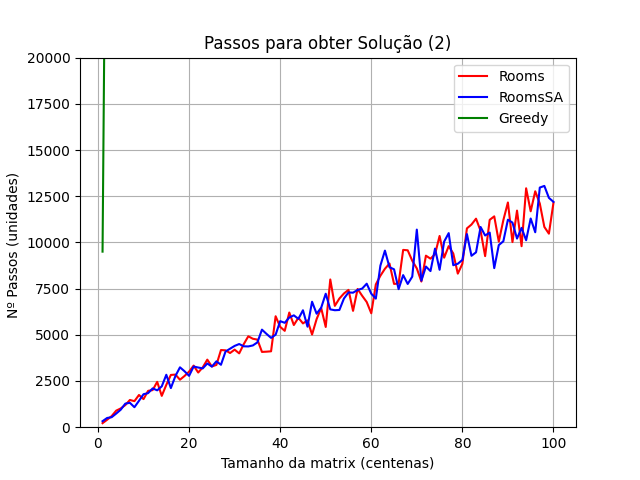 Passos para obter Solução (2)
20000
17500
15000
12500
10000
7500
5000
2500
0
Nº Passos (unidades)
Rooms
RoomsSA
Greedy
0 20 40 60 80 100
Tamanho da matrix (centenas)